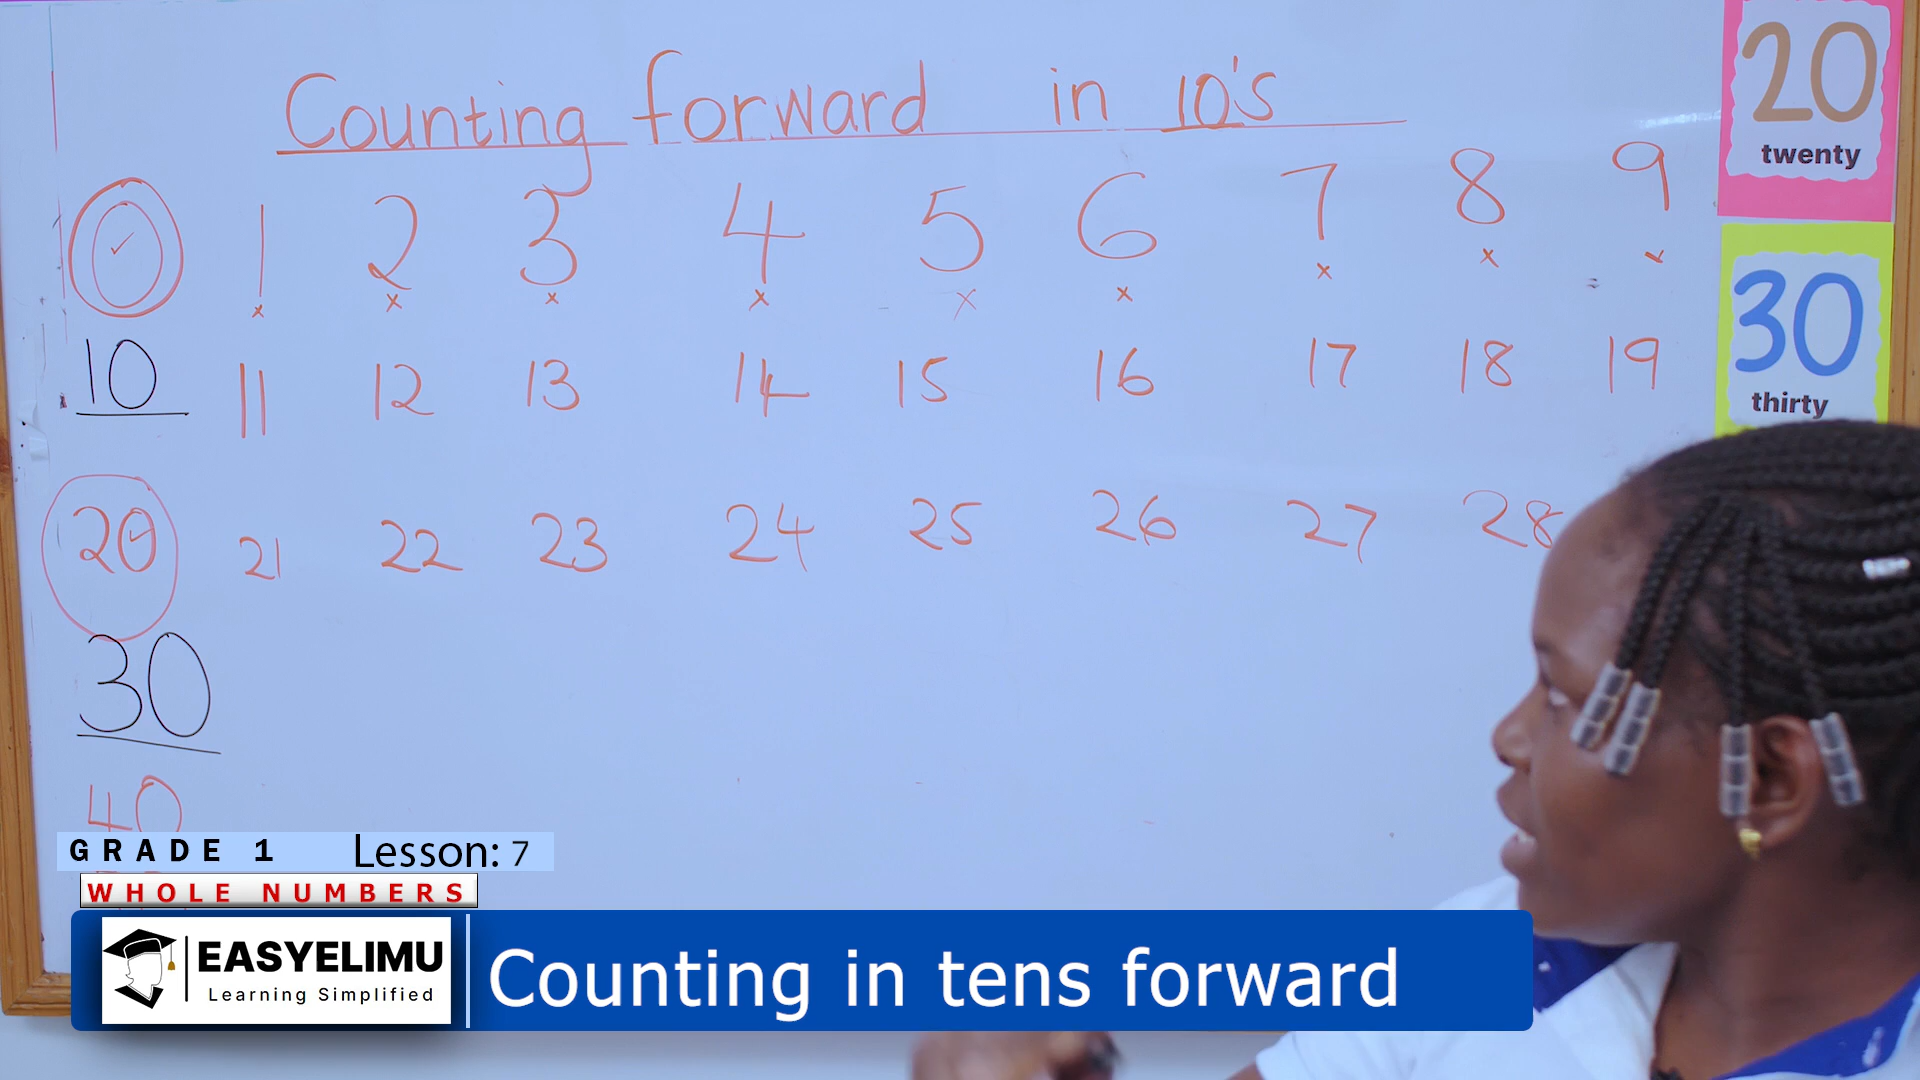 Counting forward in 10's
0 1 2 3 4 5 6 7 8 9
10 11 12 13 14 15 16 17 18 19
20 21 22 23 24 25 26 27 28
30
40
20
twenty
30
thirty
GRADE 1 Lesson: 7
WHOLE NUMBERS
EASYELIMU
Learning Simplified
Counting in tens forward